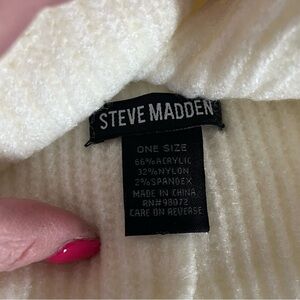 STEVE MADDEN
ONE SIZE
66% ACRYLIC
32% NYLON
2% SPANDEX
MADE IN CHINA
RN# 98072
CARE ON REVERSE